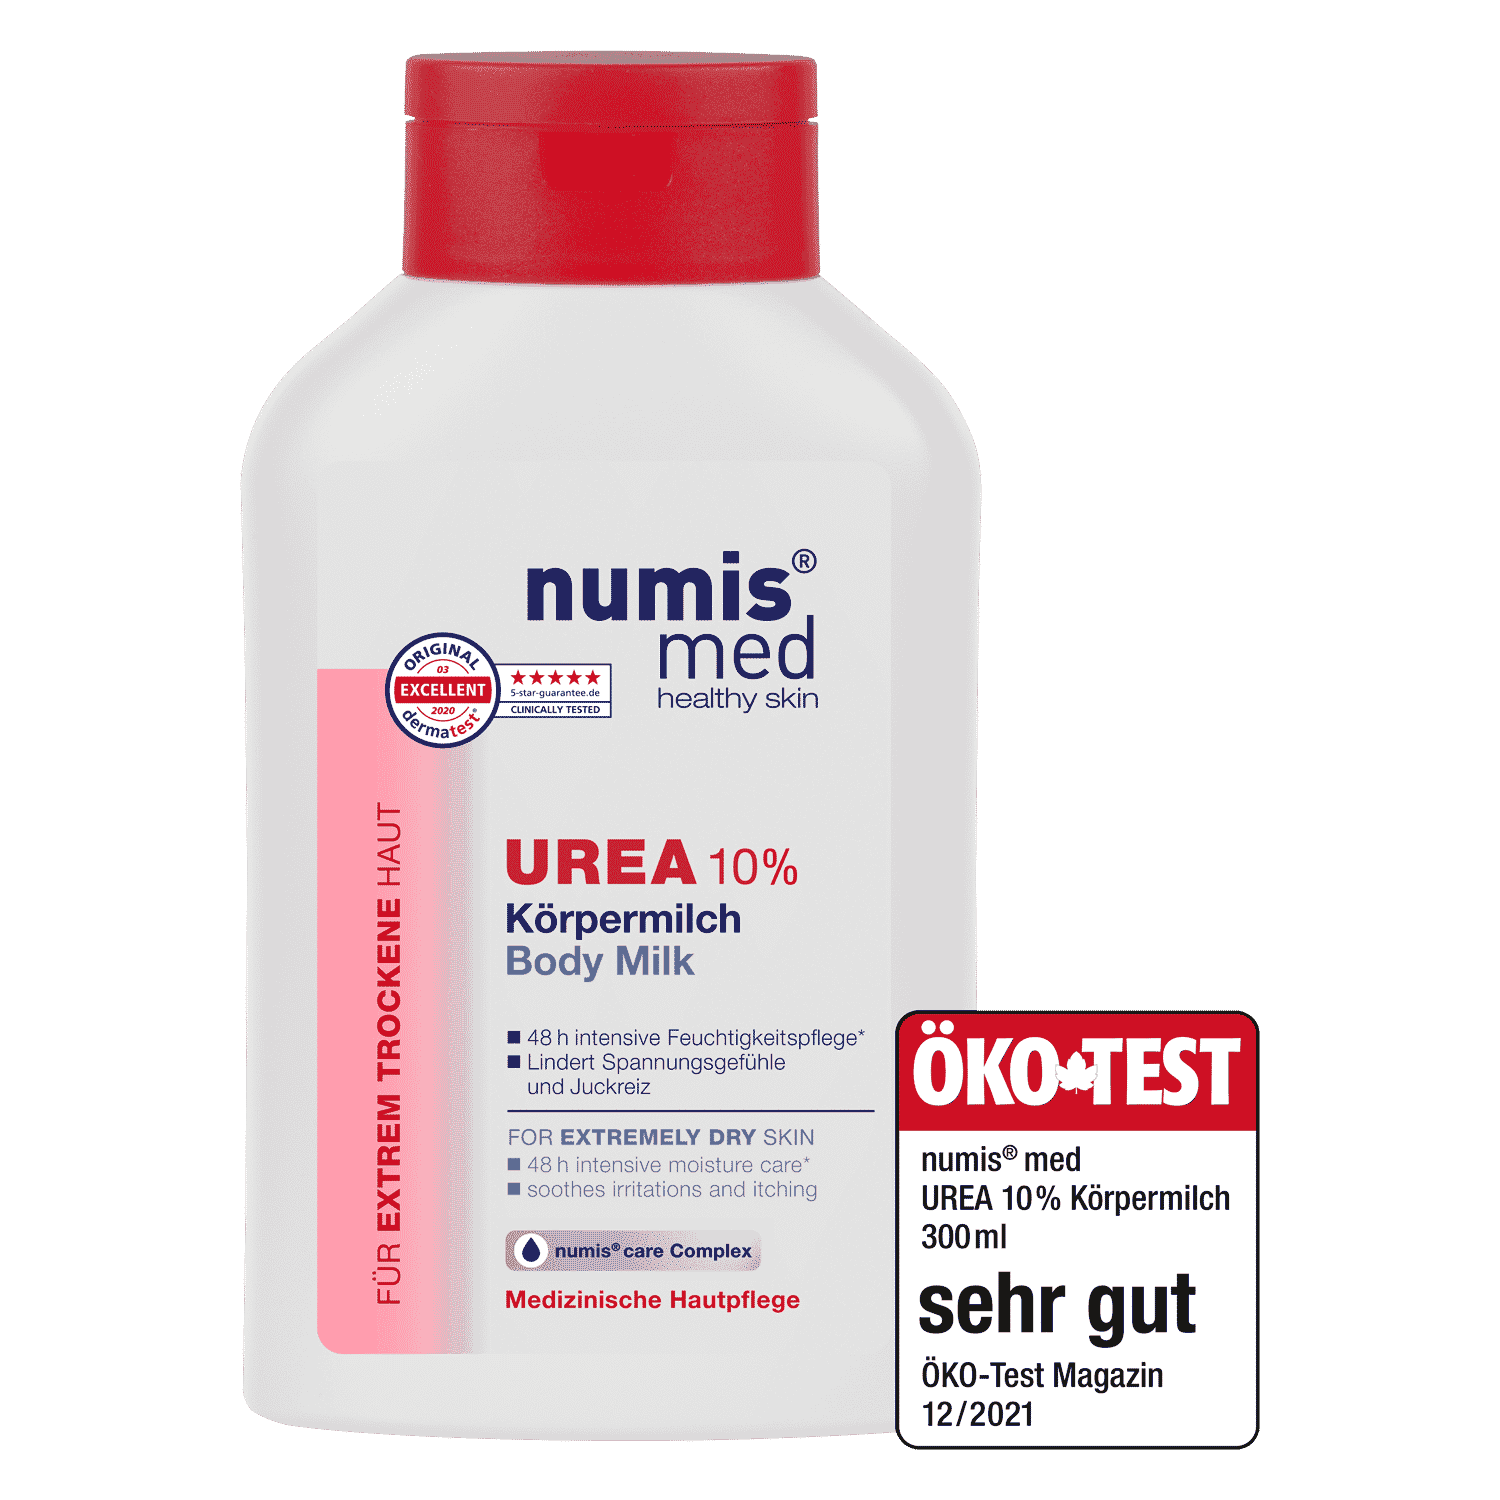 numis®
med
healthy skin
ORIGINAL
03
EXCELLENT
2020
dermatest®
5-star-guarantee.de
CLINICALLY TESTED
FÜR EXTREM TROCKENE HAUT
UREA 10%
Körpermilch
Body Milk
48 h intensive Feuchtigkeitspflege*
Lindert Spannungsgefühle
und Juckreiz
FOR EXTREMELY DRY SKIN
48 h intensive moisture care*
soothes irritations and itching
numis® care Complex
Medizinische Hautpflege
ÖKO-TEST
numis® med
UREA 10% Körpermilch
300 ml
sehr gut
ÖKO-Test Magazin
12/2021